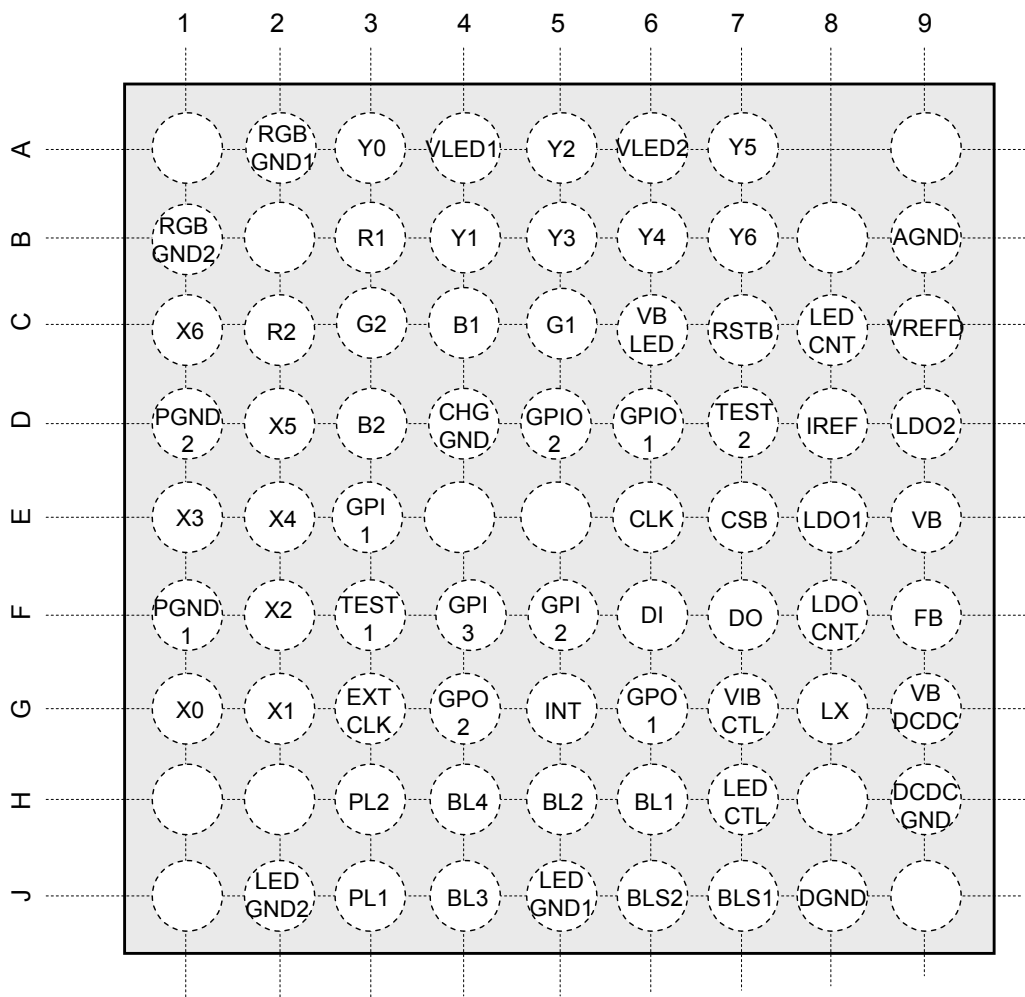 1 2 3 4 5 6 7 8 9
A
RGB GND1
Y0
VLED1
Y2
VLED2
Y5
B
RGB GND2
R1
Y1
Y3
Y4
Y6
AGND
C
X6
R2
G2
B1
G1
VB LED
RSTB
LED CNT
VREFD
D
PGND 2
X5
B2
CHG GND
GPIO 2
GPIO 1
TEST 2
IREF
LDO2
E
X3
X4
GPI 1
CLK
CSB
LDO1
VB
F
PGND 1
X2
TEST 1
GPI 3
GPI 2
DI
DO
LDO CNT
FB
G
X0
X1
EXT CLK
GPO 2
INT
GPO 1
VIB CTL
LX
VB DCDC
H
PL2
BL4
BL2
BL1
LED CTL
DCDC GND
J
LED GND2
PL1
BL3
LED GND1
BLS2
BLS1
DGND